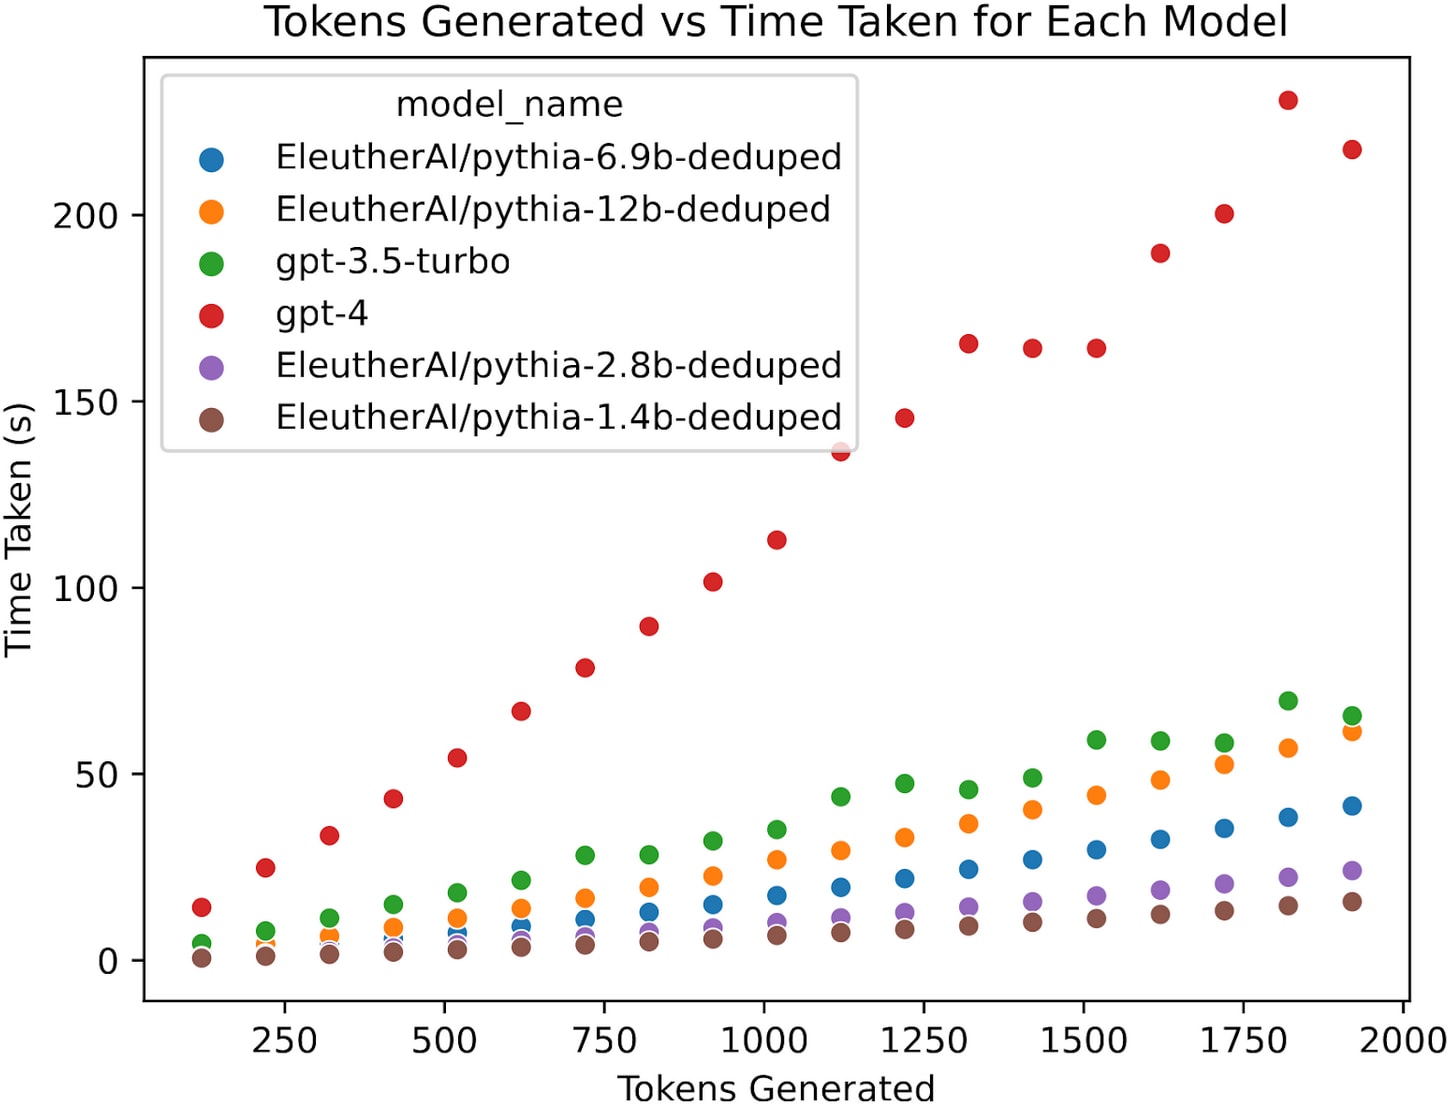 Tokens Generated vs Time Taken for Each Model
model_name
EleutherAI/pythia-6.9b-deduped
EleutherAI/pythia-12b-deduped
gpt-3.5-turbo
gpt-4
EleutherAI/pythia-2.8b-deduped
EleutherAI/pythia-1.4b-deduped
Time Taken (s)
200
150
100
50
0
250 500 750 1000 1250 1500 1750 2000
Tokens Generated